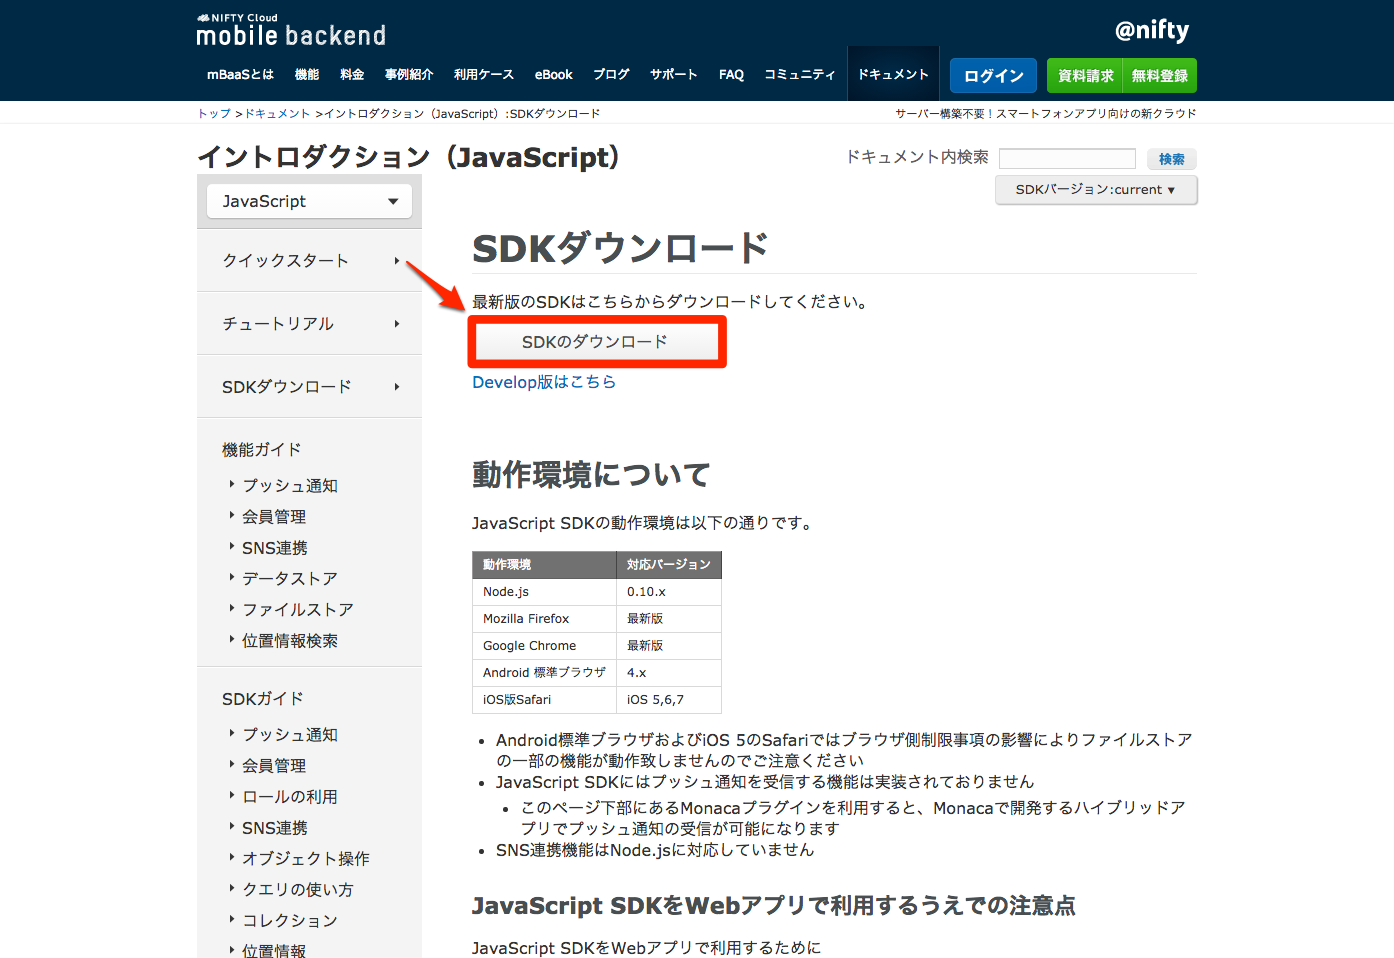 NIFTY Cloud
mobile backend
@nifty
mBaaSとは 機能 料金 事例紹介 利用ケース eBook ブログ サポート FAQ コミュニティ ドキュメント ログイン 資料請求 無料登録
トップ >ドキュメント >イントロダクション（JavaScript）:SDKダウンロード
サーバー構築不要！スマートフォンアプリ向けの新クラウド
イントロダクション（JavaScript）
ドキュメント内検索 検索
SDKバージョン:current ▼
JavaScript
クイックスタート
チュートリアル
SDKダウンロード
機能ガイド
プッシュ通知
会員管理
SNS連携
データストア
ファイルストア
位置情報検索
SDKガイド
プッシュ通知
会員管理
ロールの利用
SNS連携
オブジェクト操作
クエリの使い方
コレクション
位置情報
SDKダウンロード
最新版のSDKはこちらからダウンロードしてください。
SDKのダウンロード
Develop版はこちら
動作環境について
JavaScript SDKの動作環境は以下の通りです。
動作環境 対応バージョン
Node.js 0.10.x
Mozilla Firefox 最新版
Google Chrome 最新版
Android 標準ブラウザ 4.x
iOS版Safari iOS 5,6,7
• Android標準ブラウザおよびiOS 5のSafariではブラウザ側制限事項の影響によりファイルストア
の一部の機能が動作致しませんのでご注意ください
• JavaScript SDKにはプッシュ通知を受信する機能は実装されておりません
• このページ下部にあるMonacaプラグインを利用すると、Monacaで開発するハイブリッドア
プリでプッシュ通知の受信が可能になります
• SNS連携機能はNode.jsに対応していません
JavaScript SDKをWebアプリで利用するうえでの注意点
JavaScript SDKをWebアプリで利用するために